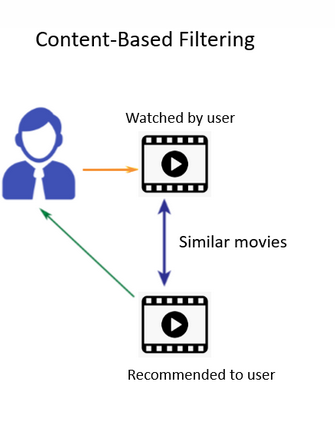 Content-Based Filtering
Watched by user
Similar movies
Recommended to user